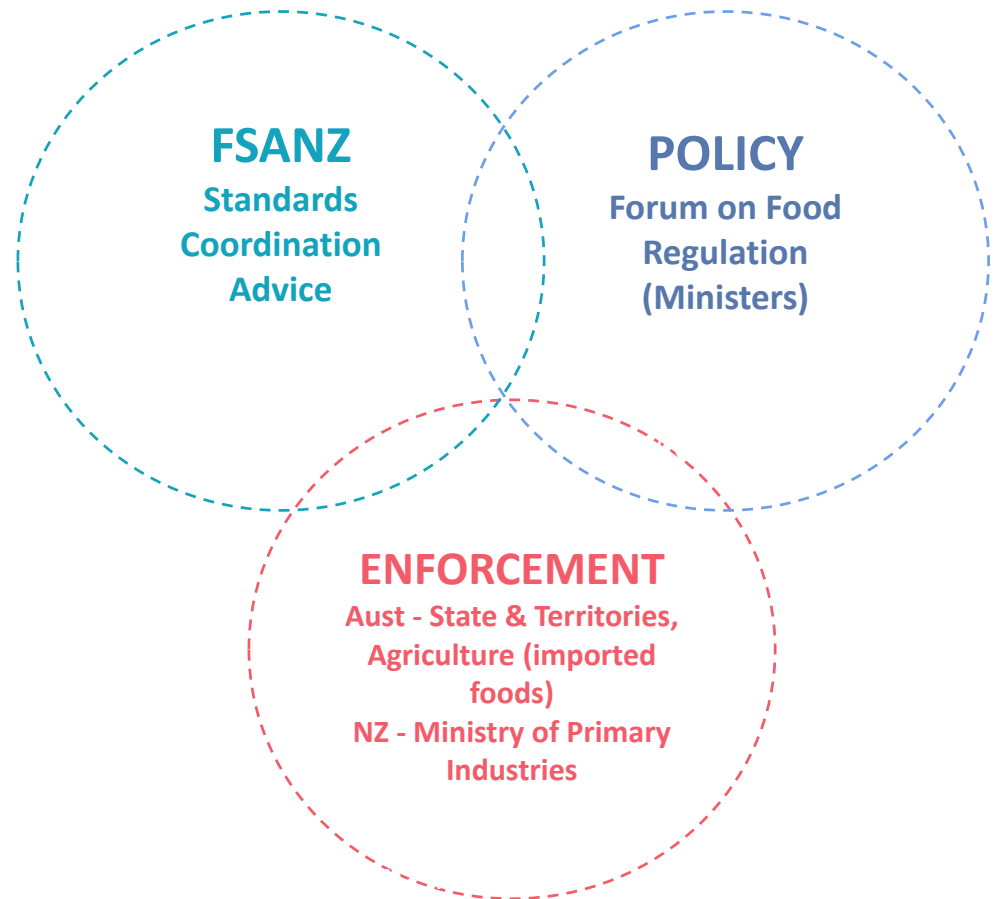 FSANZ
Standards
Coordination
Advice
POLICY
Forum on Food
Regulation
(Ministers)
ENFORCEMENT
Aust - State & Territories,
Agriculture (imported
foods)
NZ - Ministry of Primary
Industries